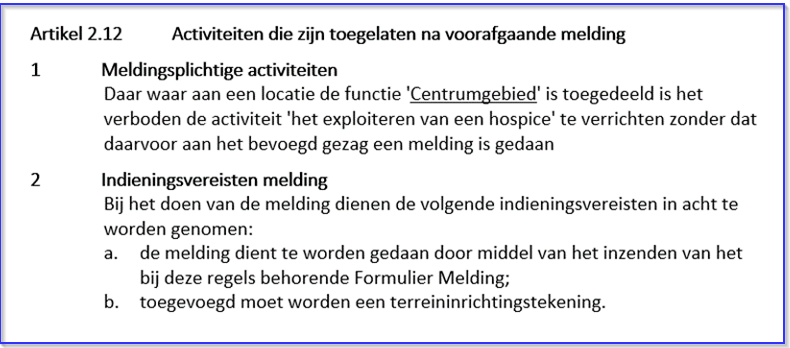 Artikel 2.12 Activiteiten die zijn toegelaten na voorafgaande melding
1 Meldingsplichtige activiteiten
Daar waar aan een locatie de functie 'Centrumgebied' is toegedeeld is het
verboden de activiteit 'het exploiteren van een hospice' te verrichten zonder dat
daarvoor aan het bevoegd gezag een melding is gedaan
2 Indieningsvereisten melding
Bij het doen van de melding dienen de volgende indieningsvereisten in acht te
worden genomen:
a. de melding dient te worden gedaan door middel van het inzenden van het
bij deze regels behorende Formulier Melding;
b. toegevoegd moet worden een terreininrichtingstekening.